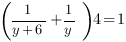 (1/(y+6) + 1/y)4=1